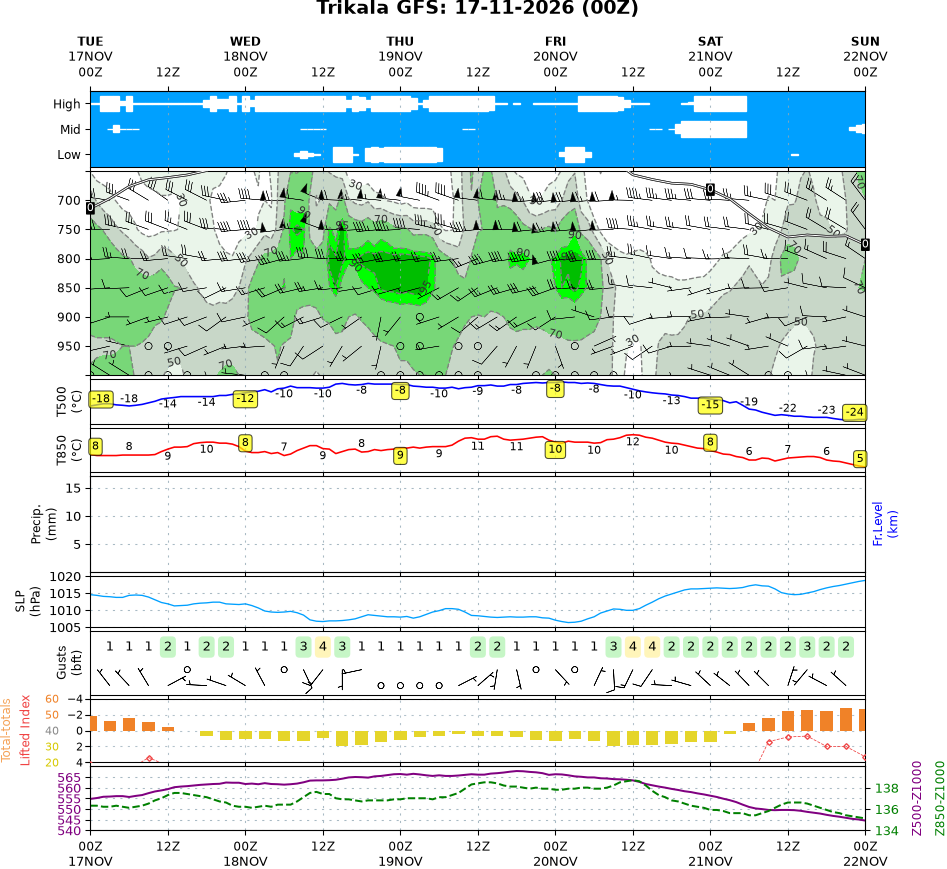 Trikala GFS: 17-11-2026 (00Z)
TUE WED THU FRI SAT SUN
17NOV 18NOV 19NOV 20NOV 21NOV 22NOV
00Z 12Z 00Z 12Z 00Z 12Z 00Z 12Z 00Z 12Z 00Z
High
Mid
Low
700
750
800
850
900
950
0 0 0
30 70 90 50
T500 (°C)
-18 -18 -14 -14 -12 -10 -10 -8 -8 -10 -9 -8 -8 -8 -10 -13 -15 -19 -22 -23 -24
T850 (°C)
8 8 9 10 8 7 9 8 9 9 11 11 10 10 12 10 8 6 7 6 5
Precip. (mm)
15
10
5
Fr.Level (km)
SLP (hPa)
1020
1015
1010
1005
Gusts (bft)
1 1 1 2 1 2 2 1 1 1 3 4 3 1 1 1 1 1 1 2 2 1 1 1 1 1 3 4 4 2 2 2 2 2 2 2 3 2 2
Total-totals
Lifted Index
60 −4
50 −2
40 0
30 2
20 4
565
560
555
550
545
540
138
136
134
Z500-Z1000
Z850-Z1000
00Z 12Z 00Z 12Z 00Z 12Z 00Z 12Z 00Z 12Z 00Z
17NOV 18NOV 19NOV 20NOV 21NOV 22NOV